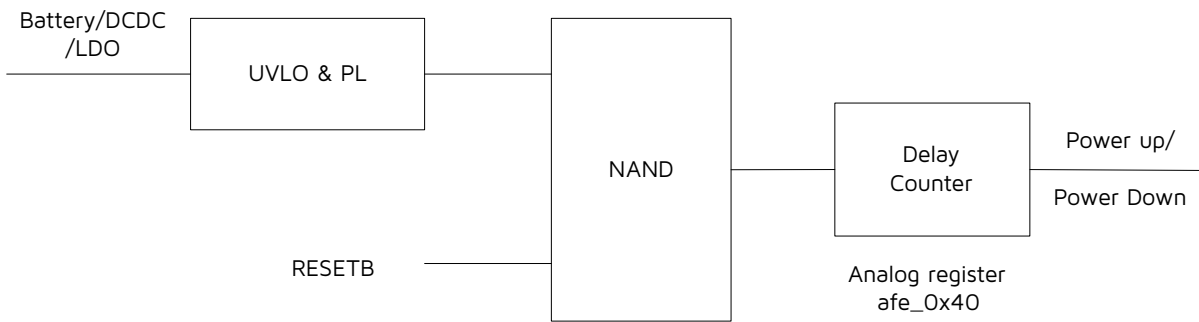 Battery/DCDC
/LDO
UVLO & PL
NAND
RESETB
Delay
Counter
Power up/
Power Down
Analog register
afe_0x40